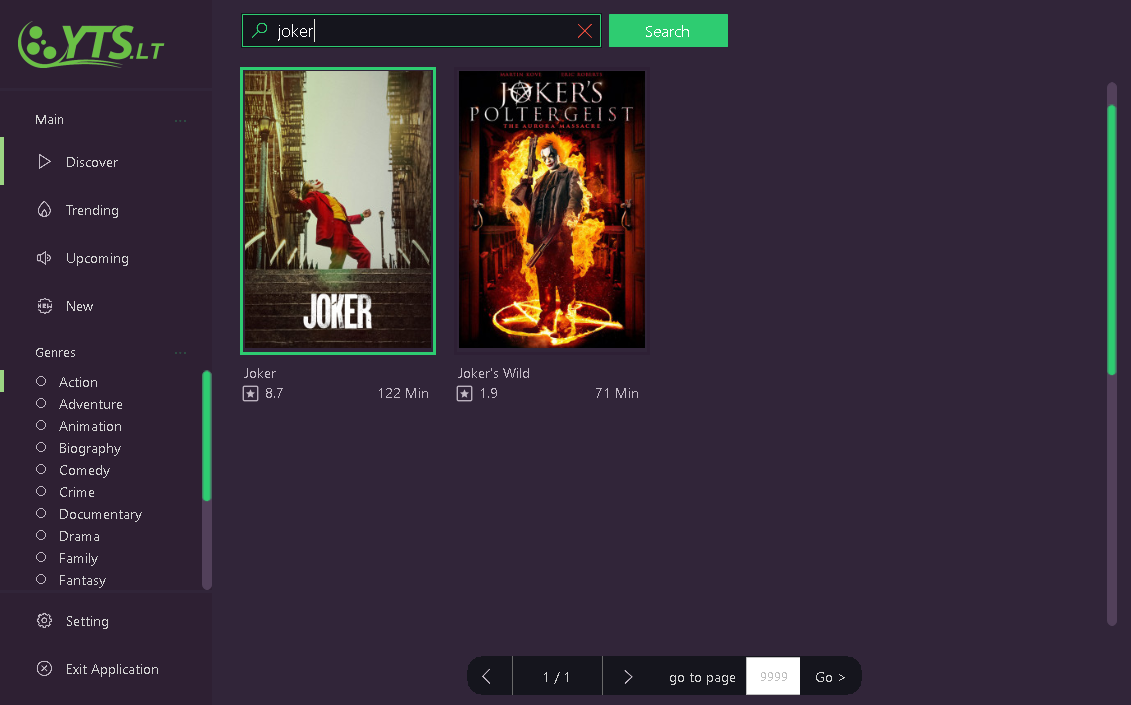 YTS.LT
joker
Search
Main
...
Discover
Trending
Upcoming
New
Genres
...
Action
Adventure
Animation
Biography
Comedy
Crime
Documentary
Drama
Family
Fantasy
Setting
Exit Application
JOKER
Joker
8.7
122 Min
MARTIN KOVE
ERIC ROBERTS
JOKER'S
POLTERGEIST
THE AURORA MASSACRE
Joker's Wild
1.9
71 Min
<
1 / 1
>
go to page
9999
Go >